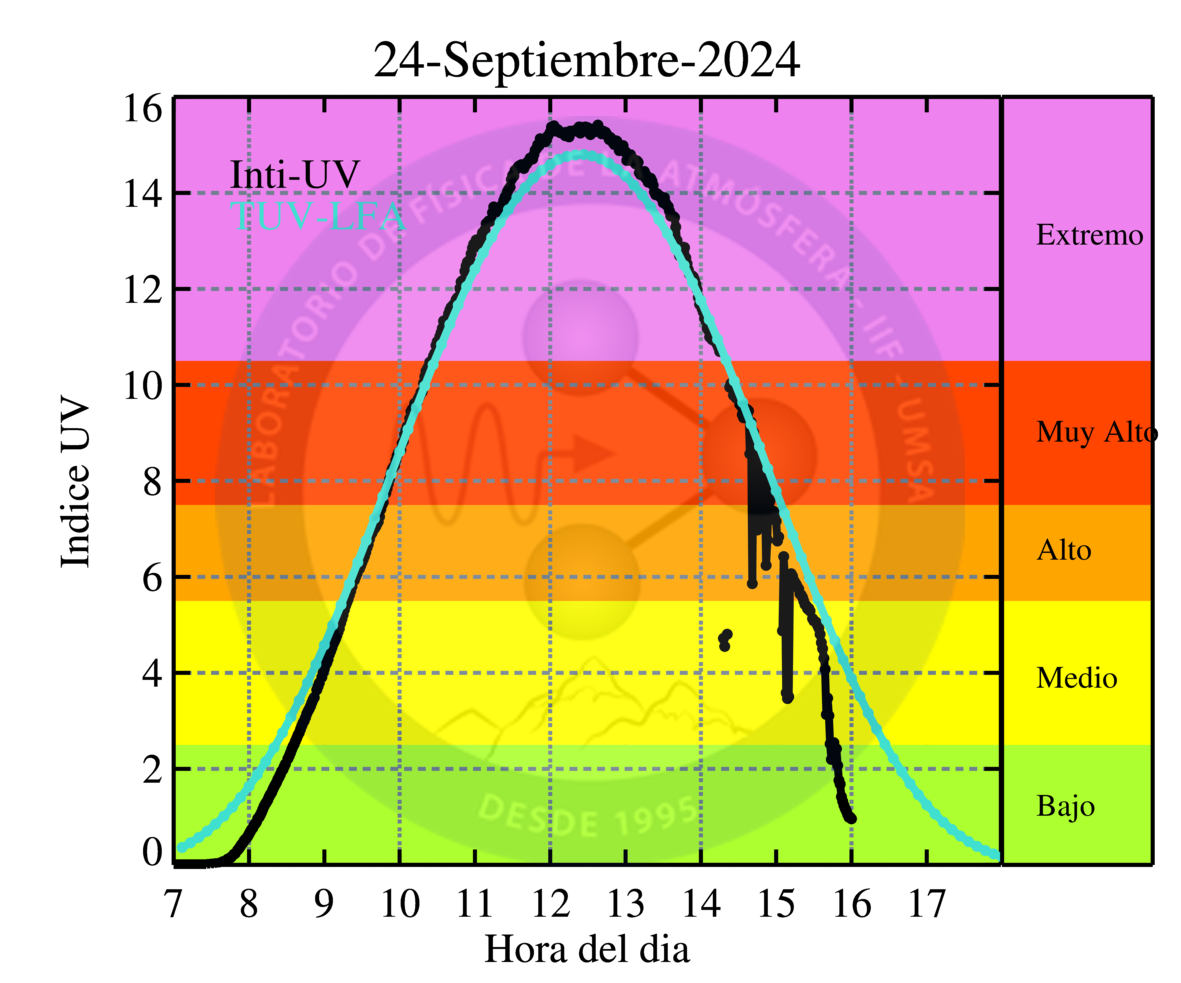 24-Septiembre-2024
Inti-UV
TUV-LFA
LABORATORIO DE FÍSICA DE LA ATMÓSFERA - IIF - UMSA
DESDE 1995
Indice UV
16
14
12
10
8
6
4
2
0
Extremo
Muy Alto
Alto
Medio
Bajo
7 8 9 10 11 12 13 14 15 16 17
Hora del dia